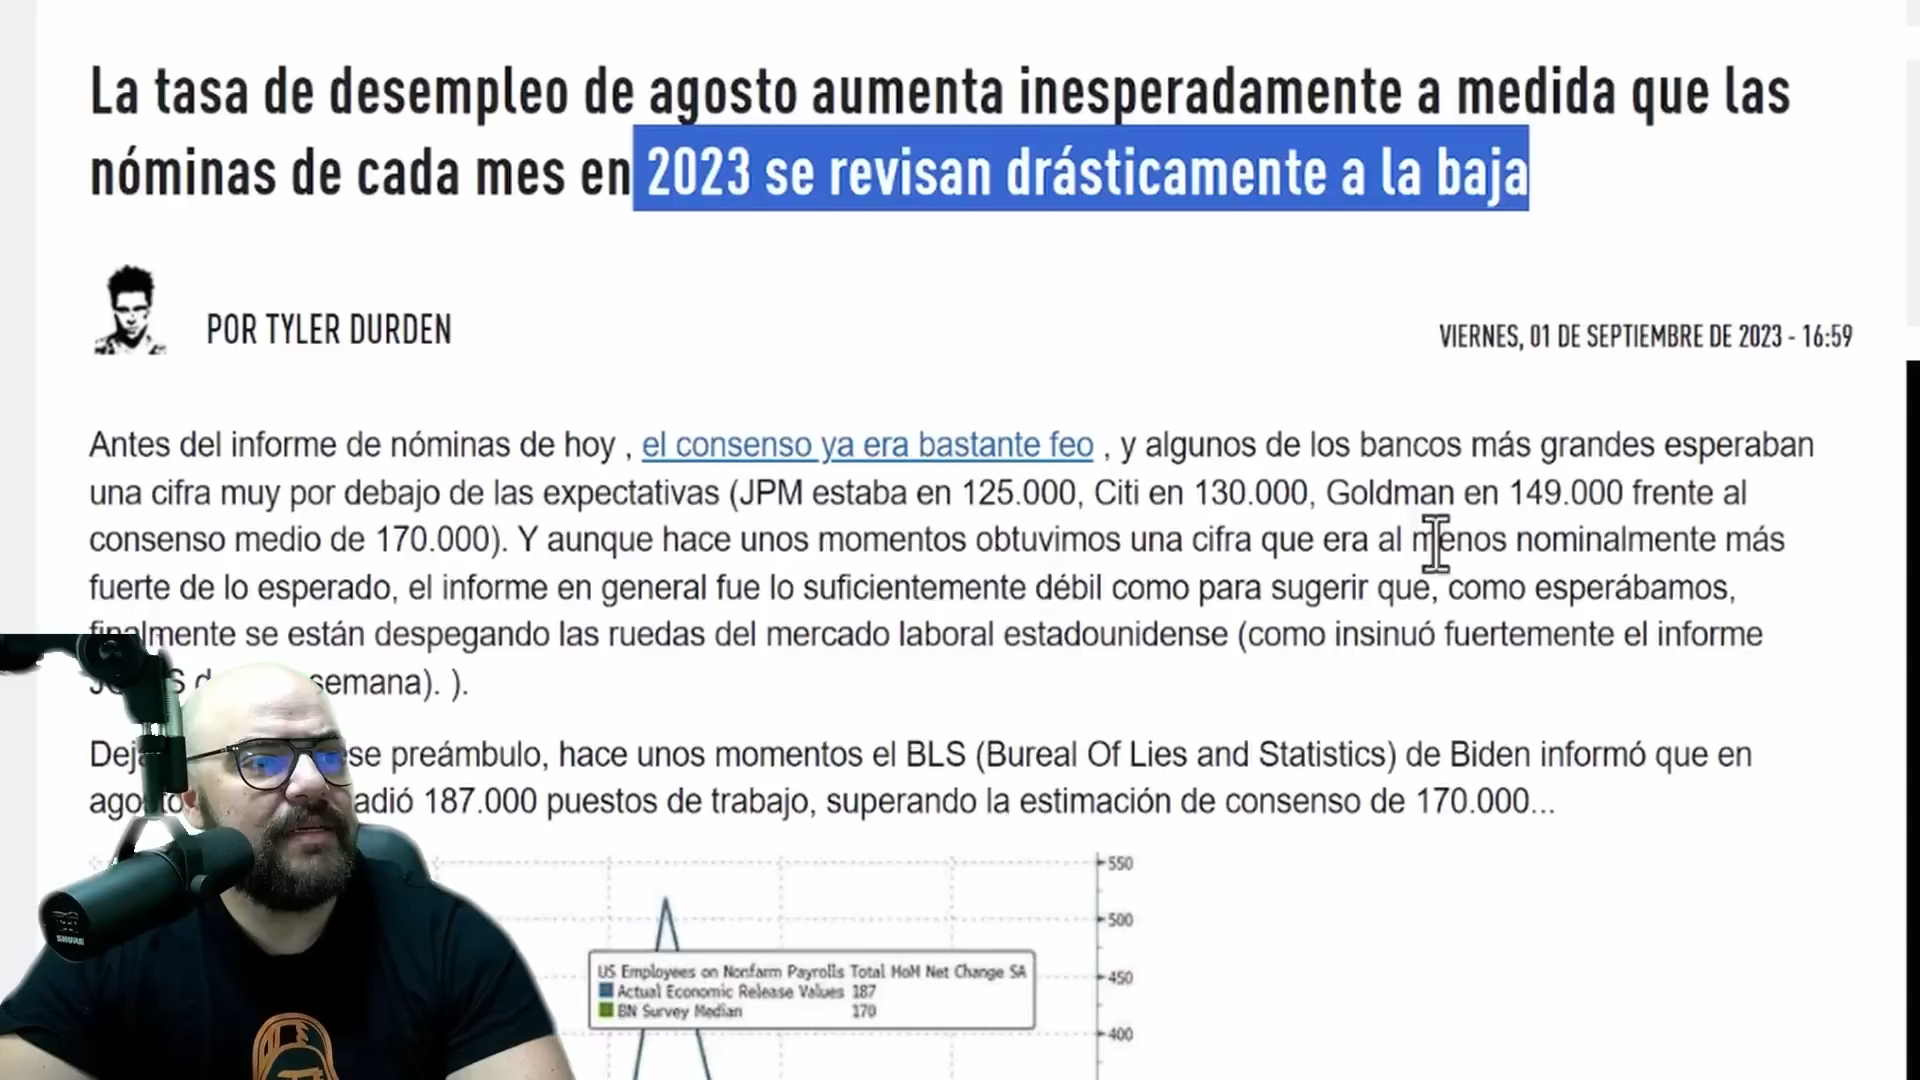 La tasa de desempleo de agosto aumenta inesperadamente a medida que las
nóminas de cada mes en 2023 se revisan drásticamente a la baja
POR TYLER DURDEN
VIERNES, 01 DE SEPTIEMBRE DE 2023 - 16:59
Antes del informe de nóminas de hoy , el consenso ya era bastante feo , y algunos de los bancos más grandes esperaban
una cifra muy por debajo de las expectativas (JPM estaba en 125.000, Citi en 130.000, Goldman en 149.000 frente al
consenso medio de 170.000). Y aunque hace unos momentos obtuvimos una cifra que era al menos nominalmente más
fuerte de lo esperado, el informe en general fue lo suficientemente débil como para sugerir que, como esperábamos,
finalmente se están despegando las ruedas del mercado laboral estadounidense (como insinuó fuertemente el informe
semana). ).
se preámbulo, hace unos momentos el BLS (Bureal Of Lies and Statistics) de Biden informó que en
adió 187.000 puestos de trabajo, superando la estimación de consenso de 170.000...
550
500
US Employees on Nonfarm Payrolls Total MoM Net Change SA
Actual Economic Release Values 187
BN Survey Median 170
450
400
SHURE